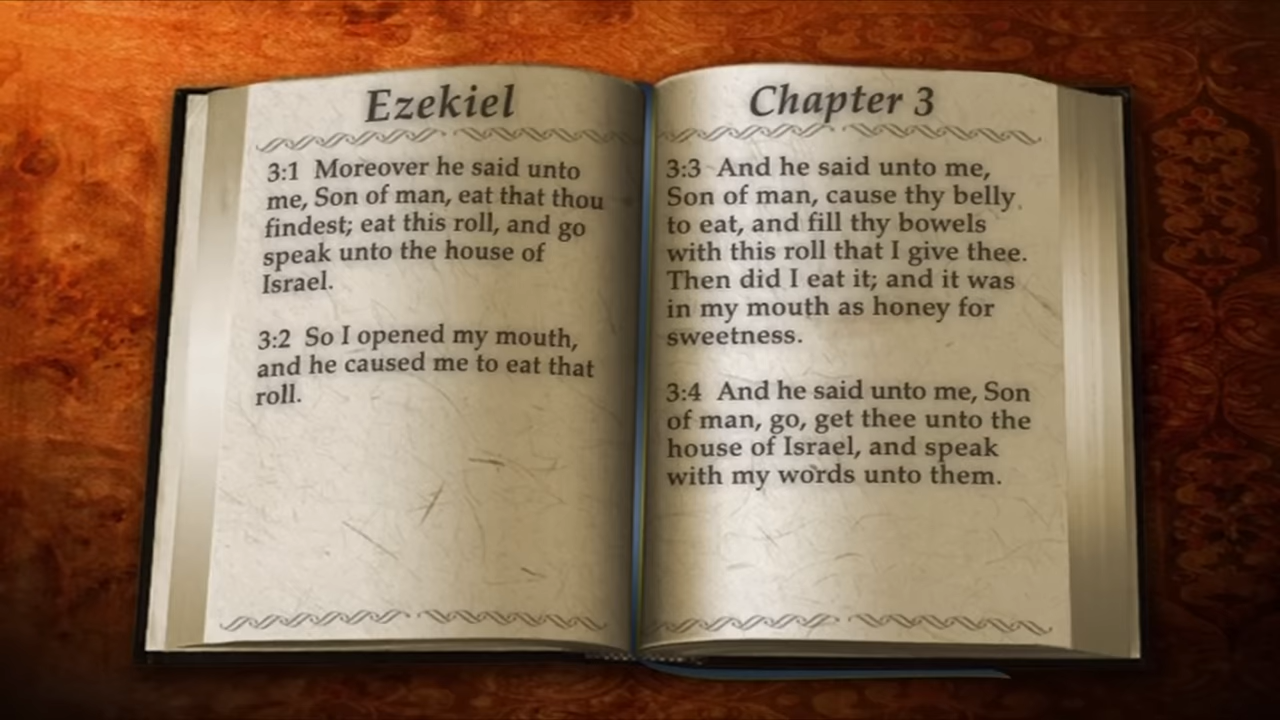 Ezekiel
3:1 Moreover he said unto
me, Son of man, eat that thou
findest; eat this roll, and go
speak unto the house of
Israel.
3:2 So I opened my mouth,
and he caused me to eat that
roll.
Chapter 3
3:3 And he said unto me,
Son of man, cause thy belly
to eat, and fill thy bowels
with this roll that I give thee.
Then did I eat it; and it was
in my mouth as honey for
sweetness.
3:4 And he said unto me, Son
of man, go, get thee unto the
house of Israel, and speak
with my words unto them.